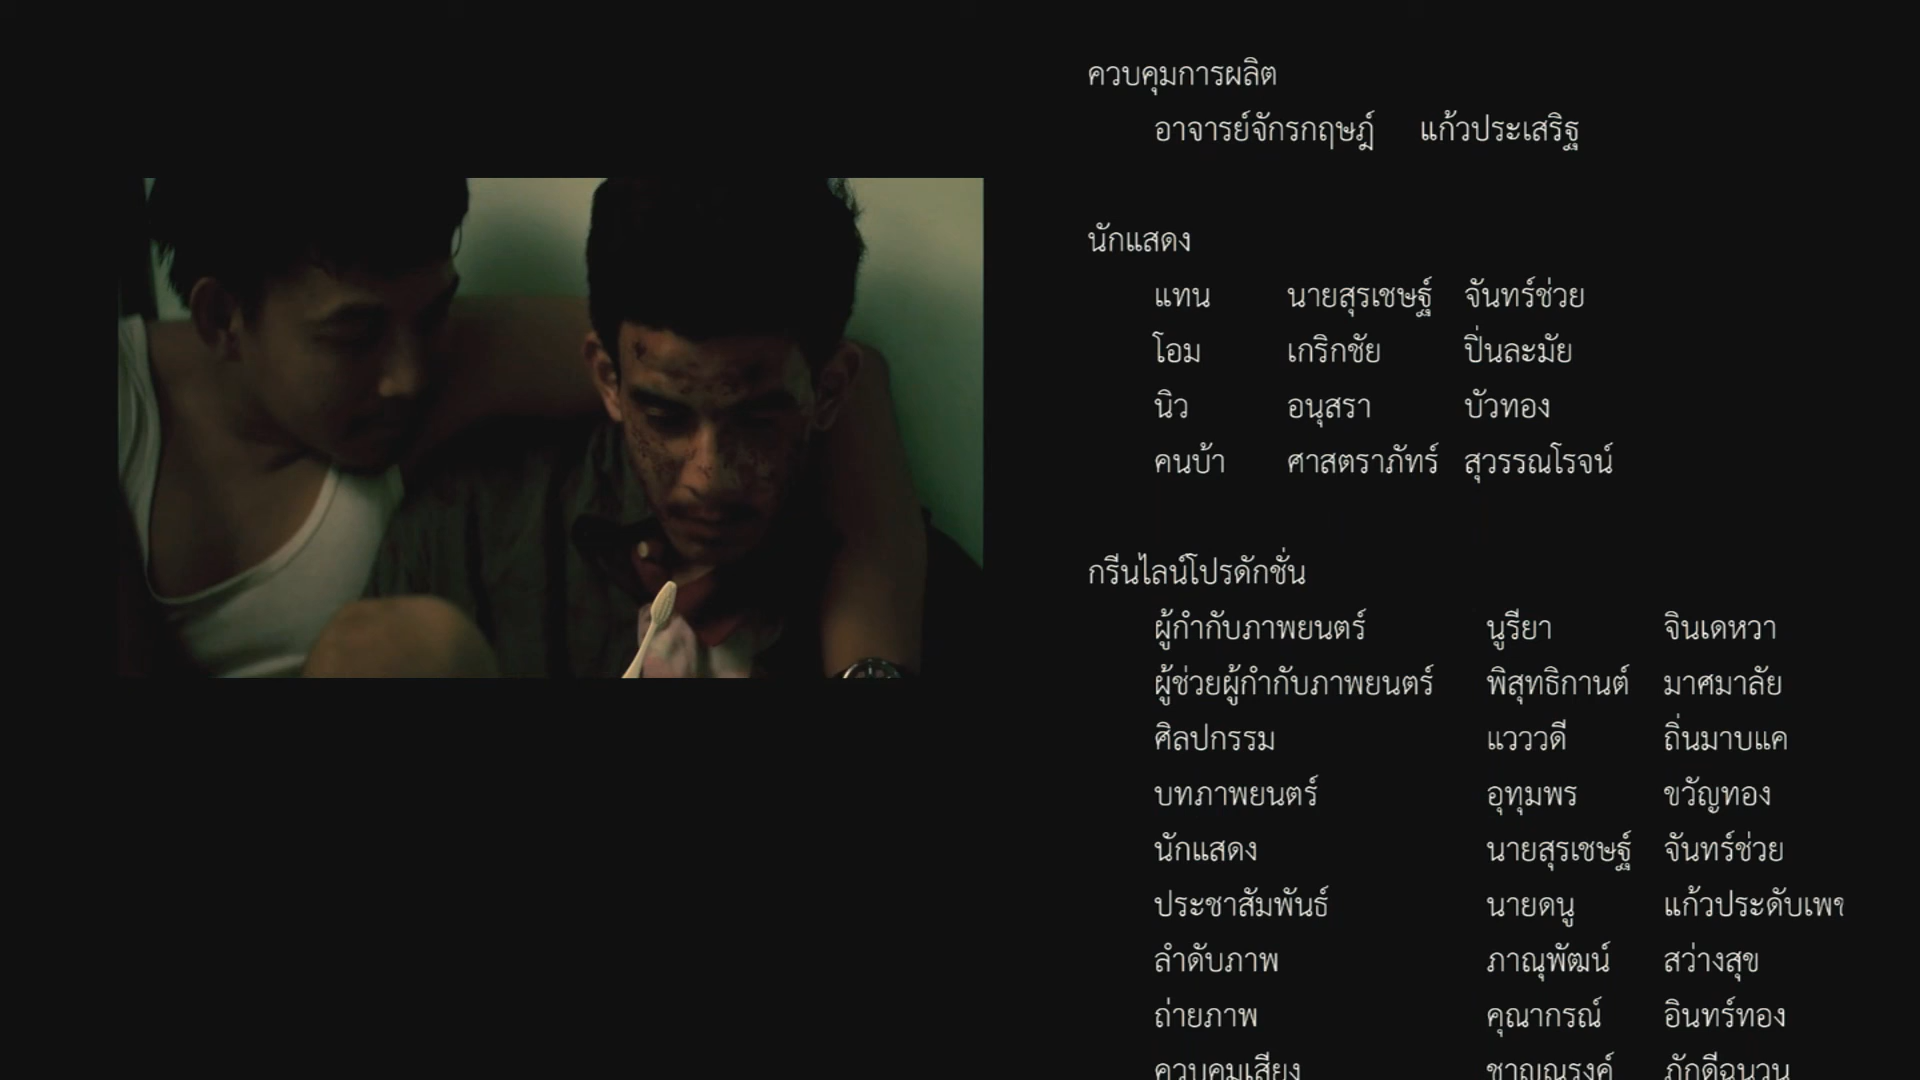 ควบคุมการผลิต
อาจารย์จักรกฤษฎ์ แก้วประเสริฐ
นักแสดง
แทน นายสุรเชษฐ์ จันทร์ช่วย
โอม เกริกชัย ปิ่นละมัย
นิว อนุสรา บัวทอง
คนบ้า ศาสตราภัทร์ สุวรรณโรจน์
กรีนไลน์โปรดักชั่น
ผู้กำกับภาพยนตร์ นูรียา จินเดหวา
ผู้ช่วยผู้กำกับภาพยนตร์ พิสุทธิกานต์ มาศมาลัย
ศิลปกรรม แวววดี ถิ่นมาบแค
บทภาพยนตร์ อุทุมพร ขวัญทอง
นักแสดง นายสุรเชษฐ์ จันทร์ช่วย
ประชาสัมพันธ์ นายดนู
ลำดับภาพ ภาณุพัฒน์ สว่างสุข
ถ่ายภาพ คุณากรณ์ อินทร์ทอง
ควบคุมเสียง ชาญณรงค์